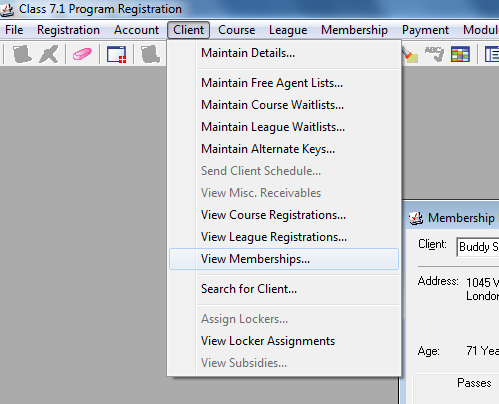 Class 7.1 Program Registration
File Registration Account Client Course League Membership Payment
Maintain Details...
Maintain Free Agent Lists...
Maintain Course Waitlists...
Maintain League Waitlists...
Maintain Alternate Keys...
Send Client Schedule...
View Misc. Receivables
View Course Registrations...
View League Registrations...
View Memberships...
Search for Client...
Assign Lockers...
View Locker Assignments
View Subsidies...
Membership
Client: Buddy S
Address: 1045 V
London
Age: 71 Yea
Passes